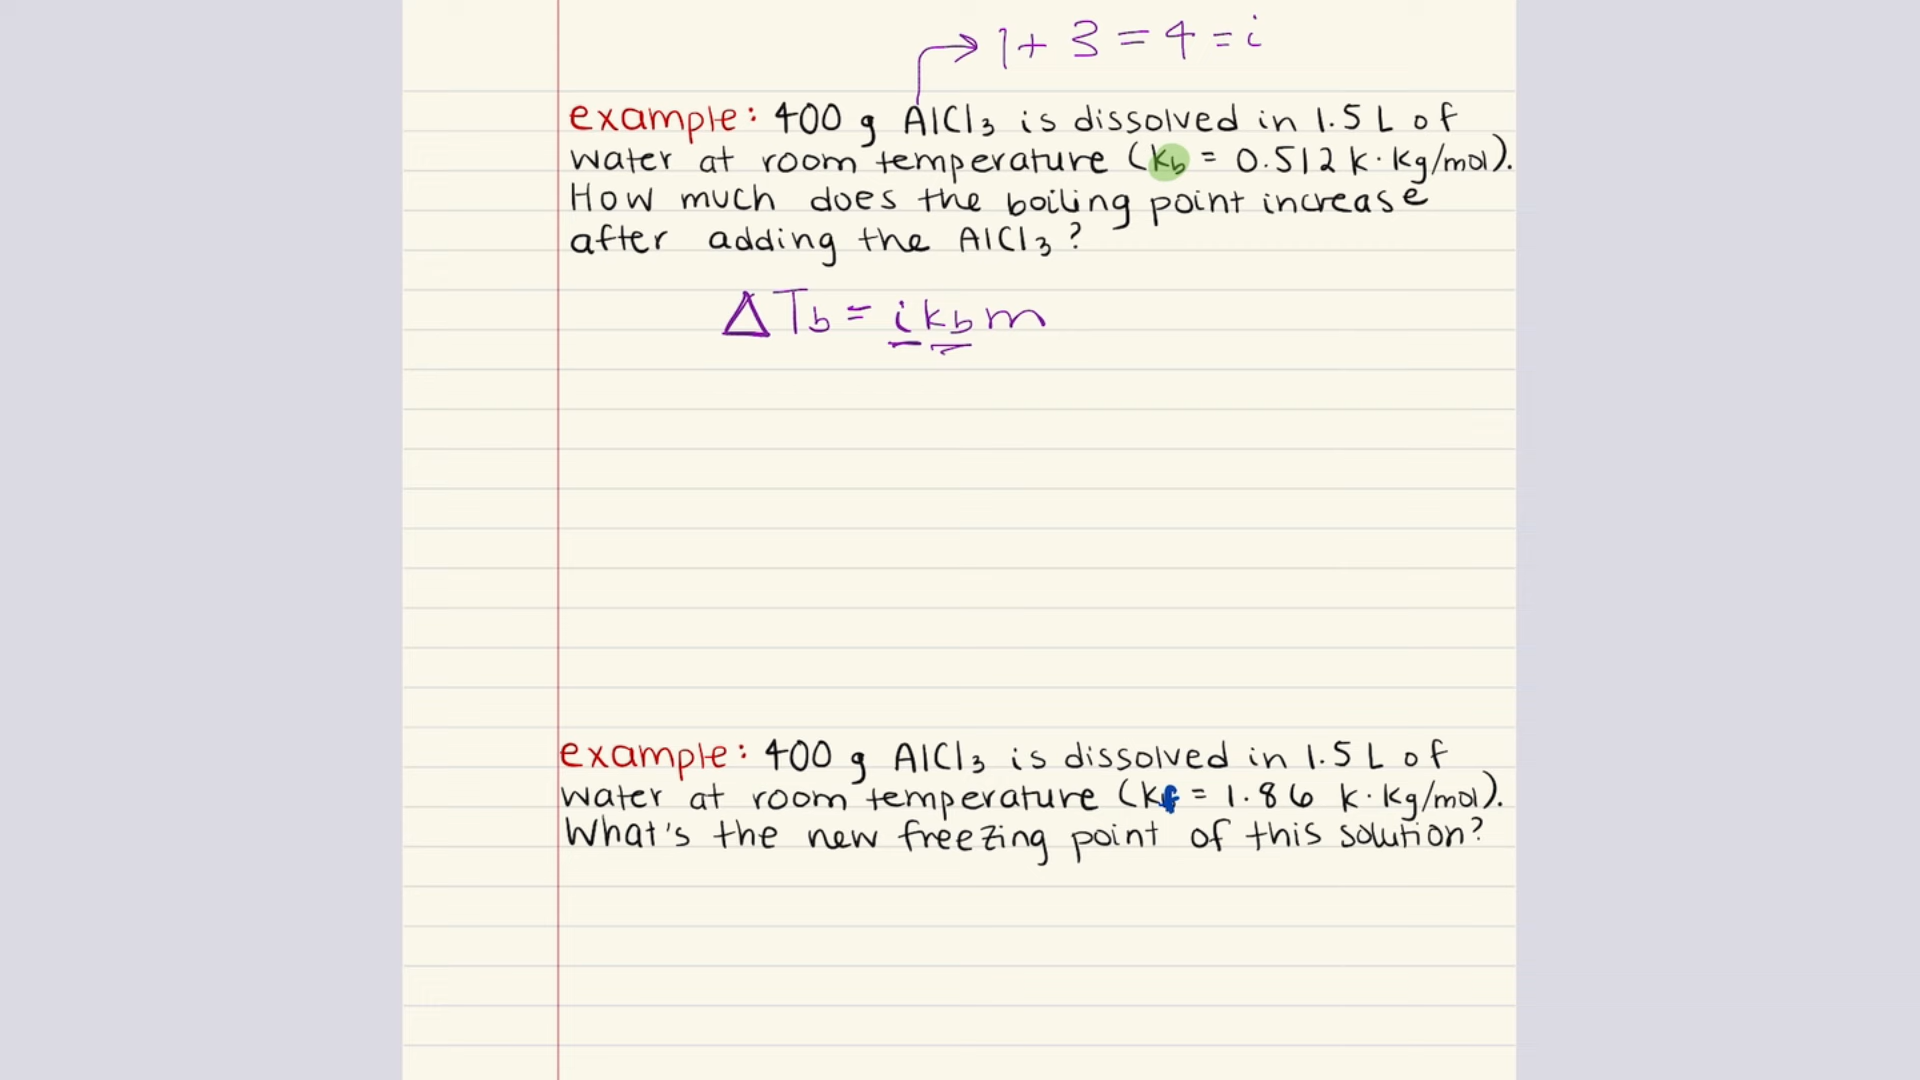 1 + 3 = 4 = i
example: 400 g AlCl3 is dissolved in 1.5 L of
water at room temperature (kb = 0.512 k·kg/mol).
How much does the boiling point increase
after adding the AlCl3?
ΔTb = ikbm
example: 400 g AlCl3 is dissolved in 1.5 L of
water at room temperature (kf = 1.86 k·kg/mol).
What's the new freezing point of this solution?